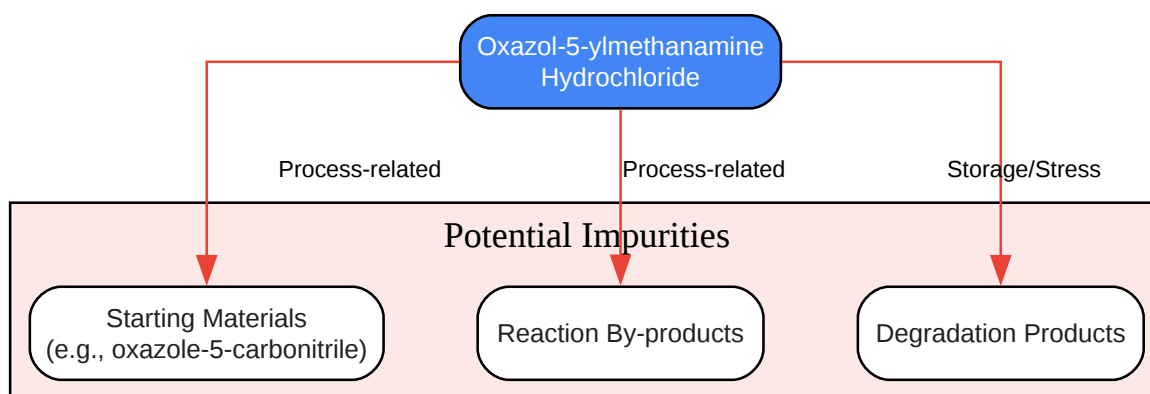 Oxazol-5-ylmethanamine
Hydrochloride
Process-related
Process-related
Storage/Stress
Potential Impurities
Starting Materials
(e.g., oxazole-5-carbonitrile)
Reaction By-products
Degradation Products